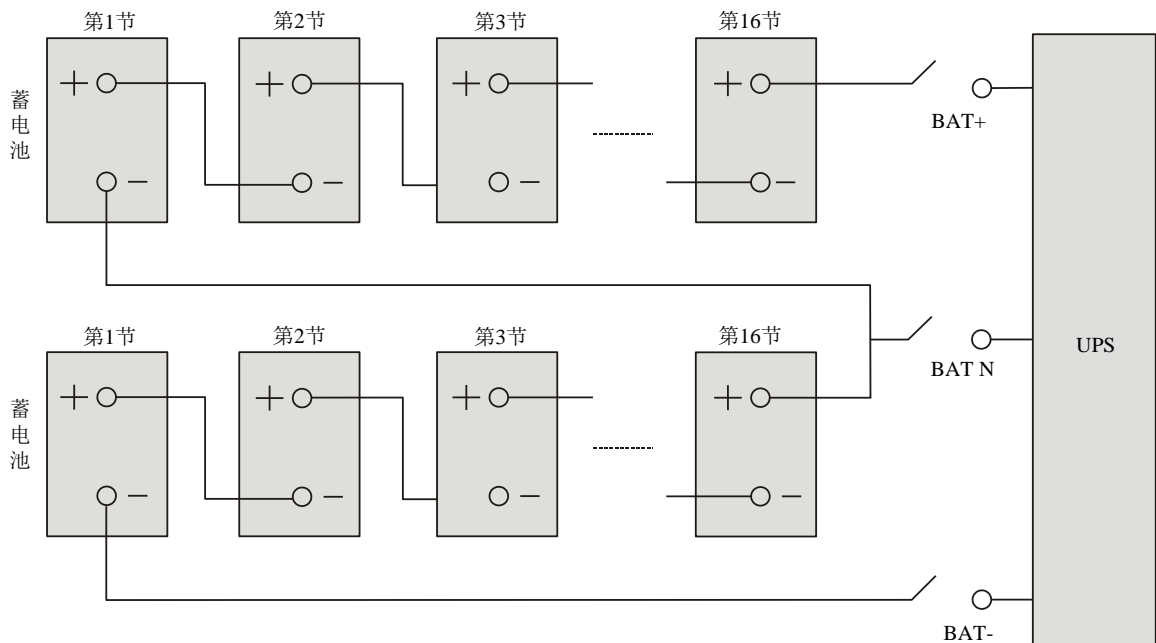 第1节 第2节 第3节 第16节
蓄电池
BAT+
第1节 第2节 第3节 第16节
BAT N
UPS
蓄电池
BAT-